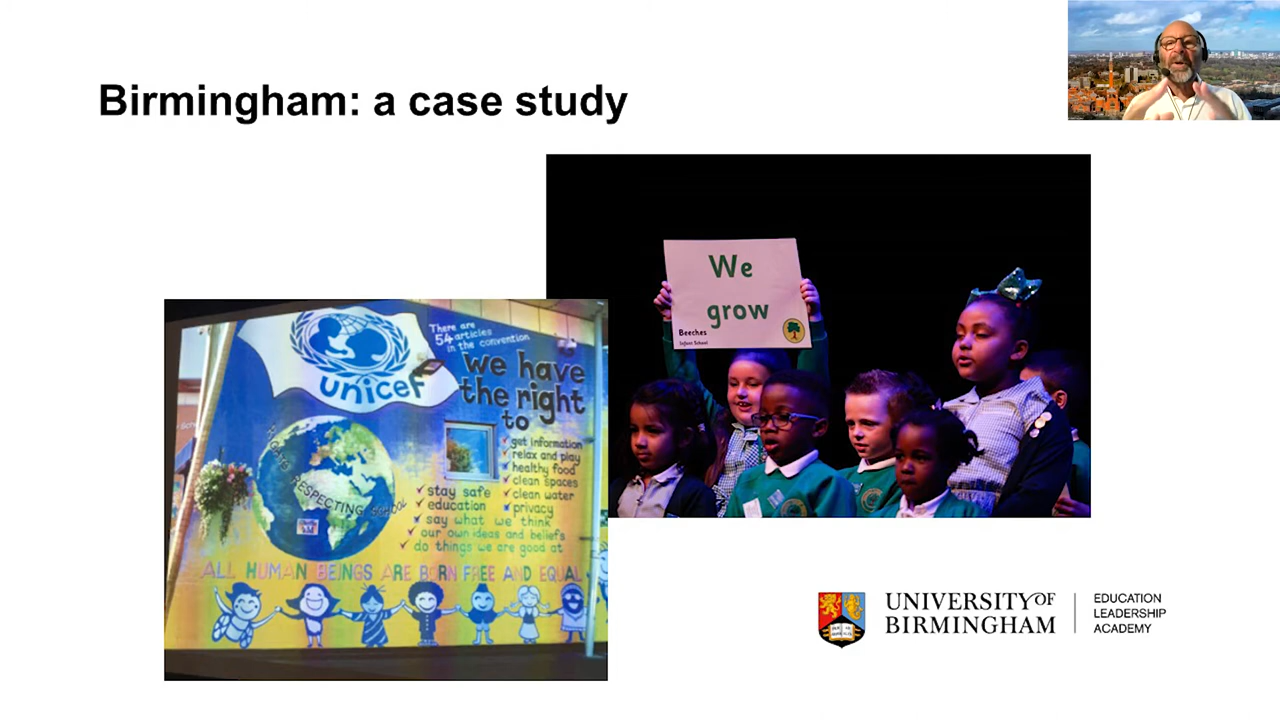 Birmingham: a case study
We
grow
Beeches
Infant School
There are
54 articles
in the convention
unicef
we have
the right
to
get information
relax and play
healthy food
clean spaces
clean water
privacy
stay safe
education
say what we think
our own ideas and beliefs
do things we are good at
RIGHTS
RESPECTING SCHOOL
ALL HUMAN BEINGS ARE BORN FREE AND EQUAL
UNIVERSITY OF
BIRMINGHAM
EDUCATION
LEADERSHIP
ACADEMY